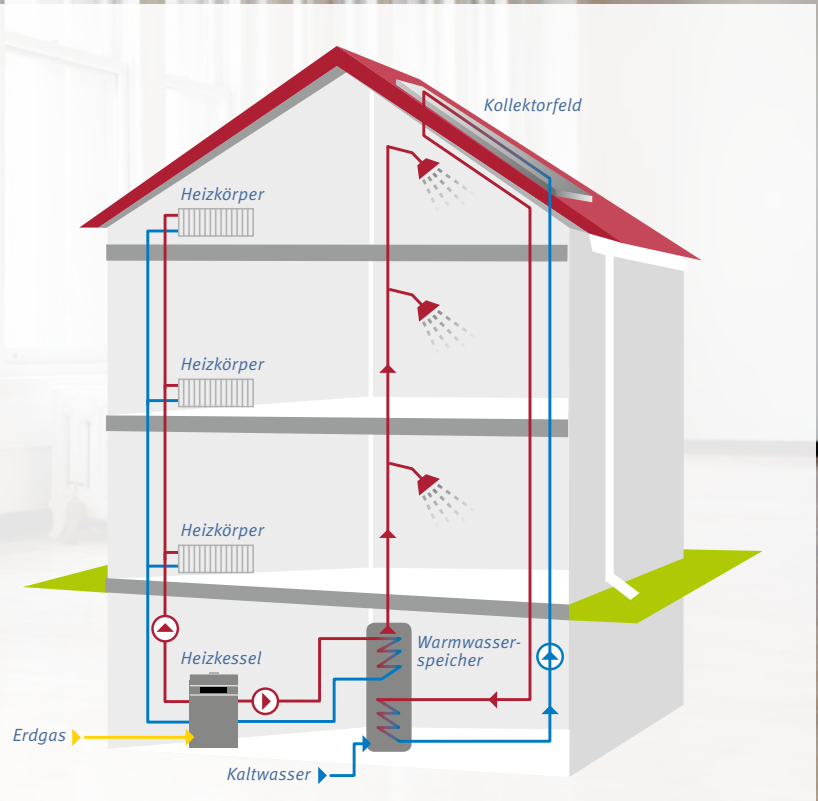 Kollektorfeld
Heizkörper
Heizkörper
Heizkörper
Warmwasser-
speicher
Heizkessel
Erdgas
Kaltwasser